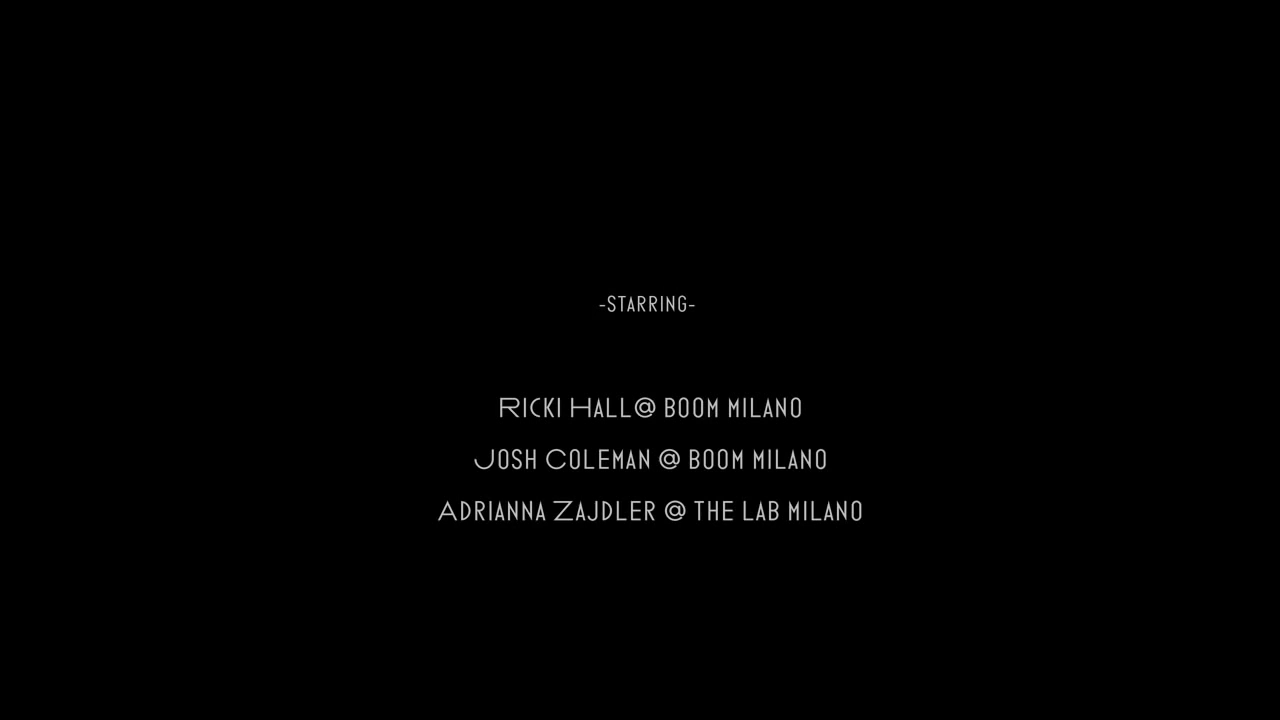 -STARRING-
RICKI HALL@ BOOM MILANO
JOSH COLEMAN @ BOOM MILANO
ADRIANNA ZAJDLER @ THE LAB MILANO